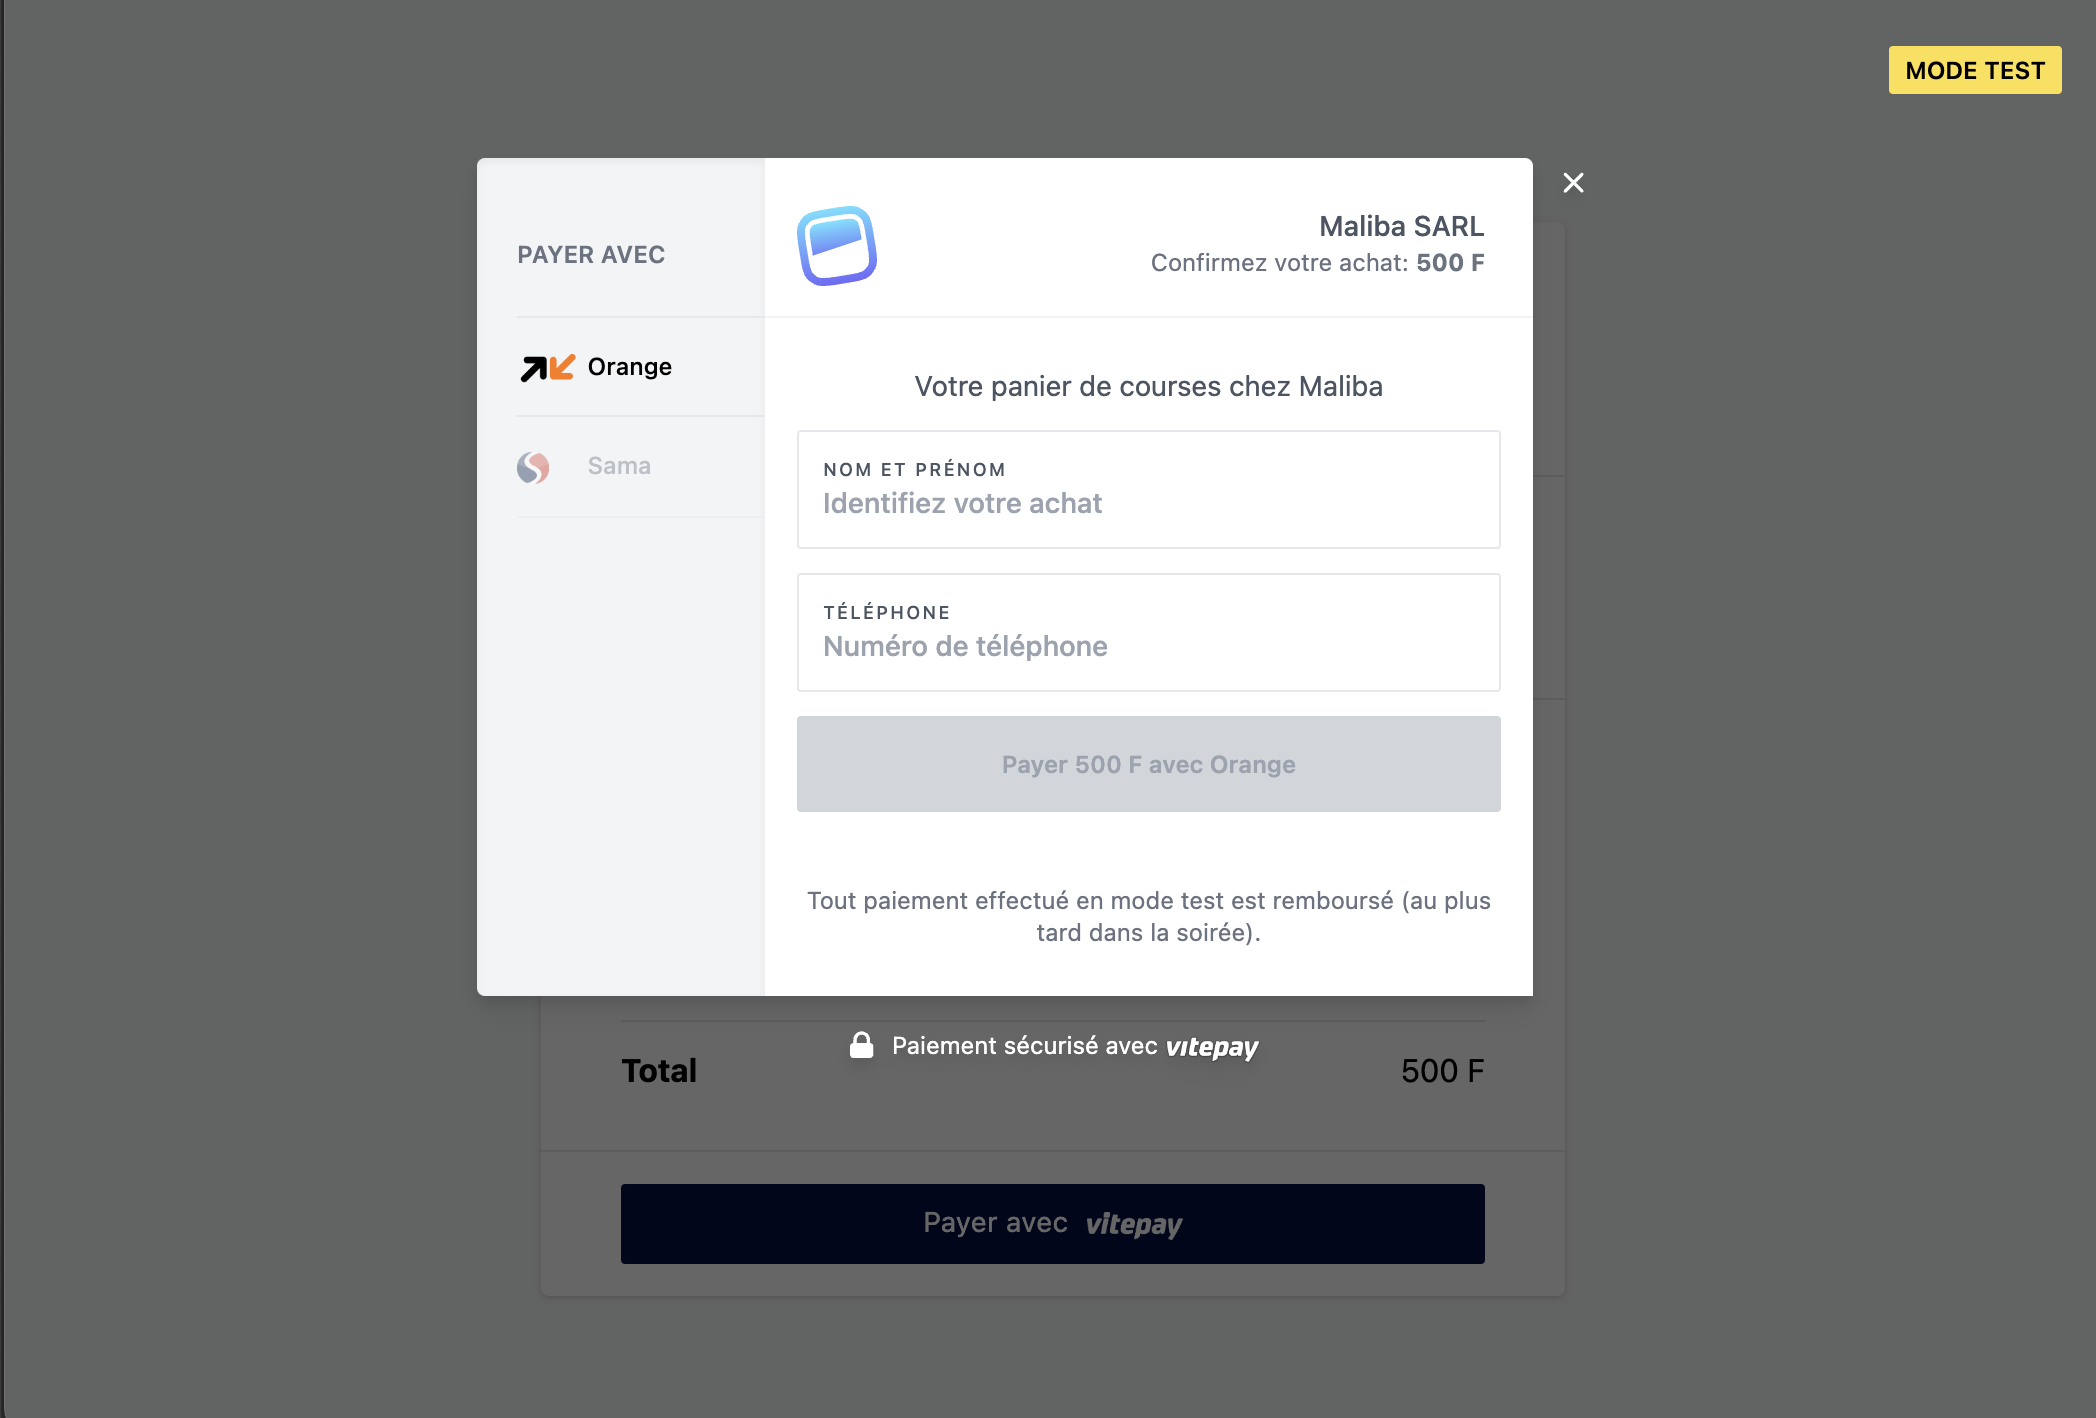 MODE TEST
PAYER AVEC
Orange
Sama
Maliba SARL
Confirmez votre achat: 500 F
Votre panier de courses chez Maliba
NOM ET PRÉNOM
Identifiez votre achat
TÉLÉPHONE
Numéro de téléphone
Payer 500 F avec Orange
Tout paiement effectué en mode test est remboursé (au plus
tard dans la soirée).
Paiement sécurisé avec vitepay
Total 500 F
Payer avec vitepay